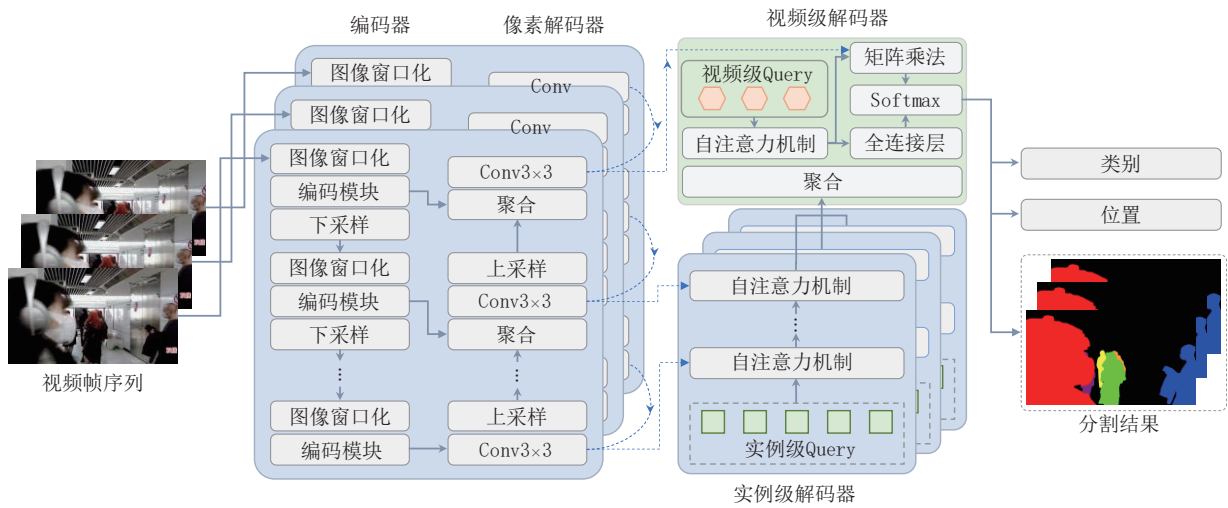 编码器
像素解码器
视频级解码器
图像窗口化
Conv
图像窗口化
Conv
图像窗口化
编码模块
下采样
图像窗口化
编码模块
下采样
...
图像窗口化
编码模块
Conv3×3
聚合
上采样
Conv3×3
聚合
...
上采样
Conv3×3
视频级Query
自注意力机制
矩阵乘法
Softmax
全连接层
聚合
自注意力机制
......
自注意力机制
实例级Query
实例级解码器
类别
位置
分割结果
视频帧序列